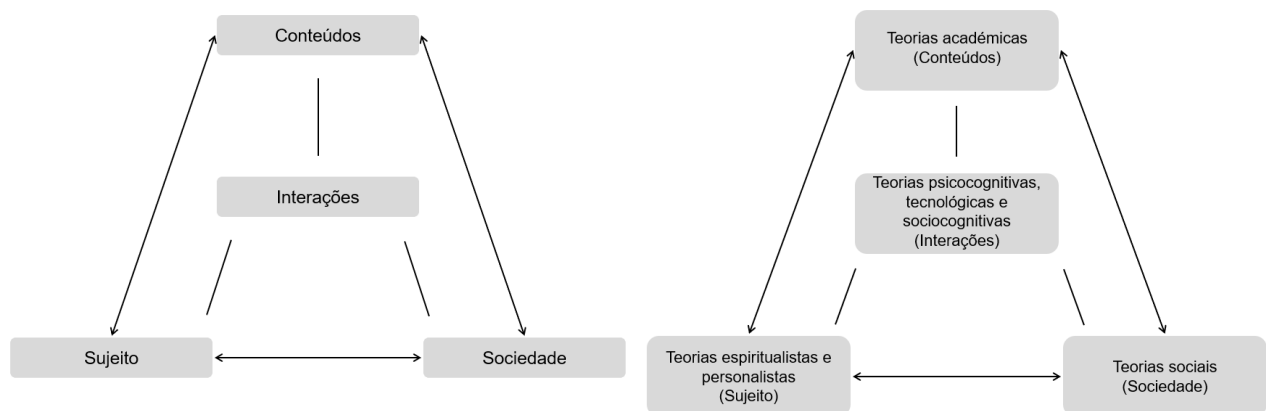 Conteúdos
Interações
Sujeito
Sociedade
Teorias académicas
(Conteúdos)
Teorias psicocognitivas,
tecnológicas e
sociocognitivas
(Interações)
Teorias espiritualistas e
personalistas
(Sujeito)
Teorias sociais
(Sociedade)